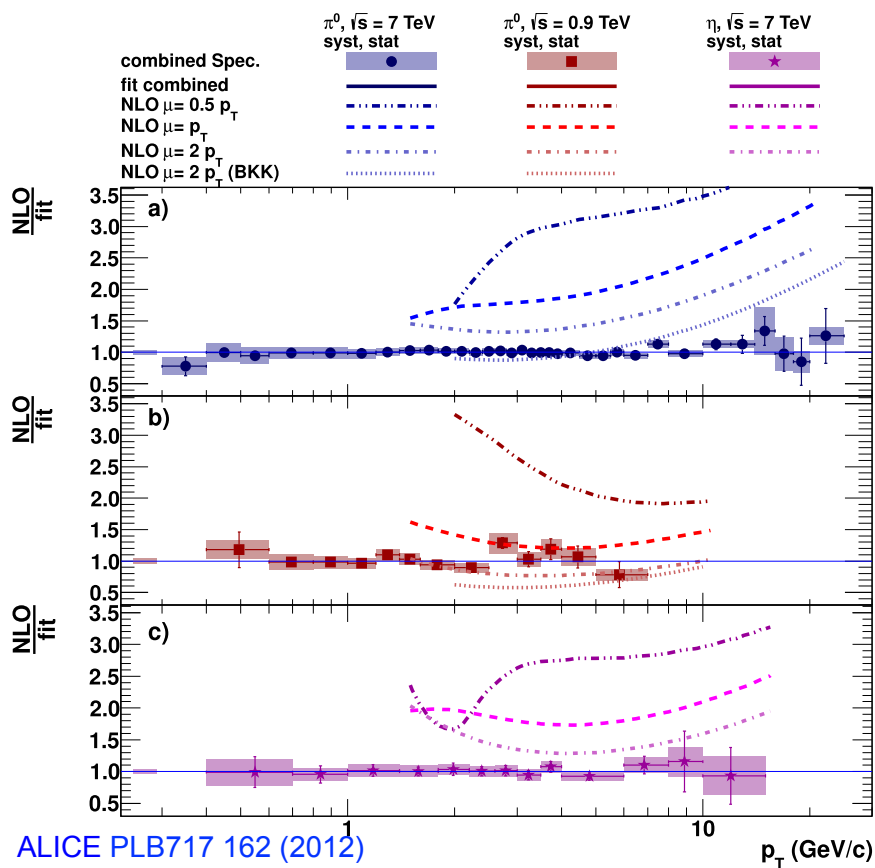 π⁰, √s = 7 TeV π⁰, √s = 0.9 TeV η, √s = 7 TeV
syst, stat syst, stat syst, stat
combined Spec.
fit combined
NLO μ= 0.5 p_T
NLO μ= p_T
NLO μ= 2 p_T
NLO μ= 2 p_T (BKK)
NLO
fit
a)
3.5
3.0
2.5
2.0
1.5
1.0
0.5
NLO
fit
b)
3.5
3.0
2.5
2.0
1.5
1.0
0.5
NLO
fit
c)
3.5
3.0
2.5
2.0
1.5
1.0
0.5
1 10
p_T (GeV/c)
ALICE PLB717 162 (2012)